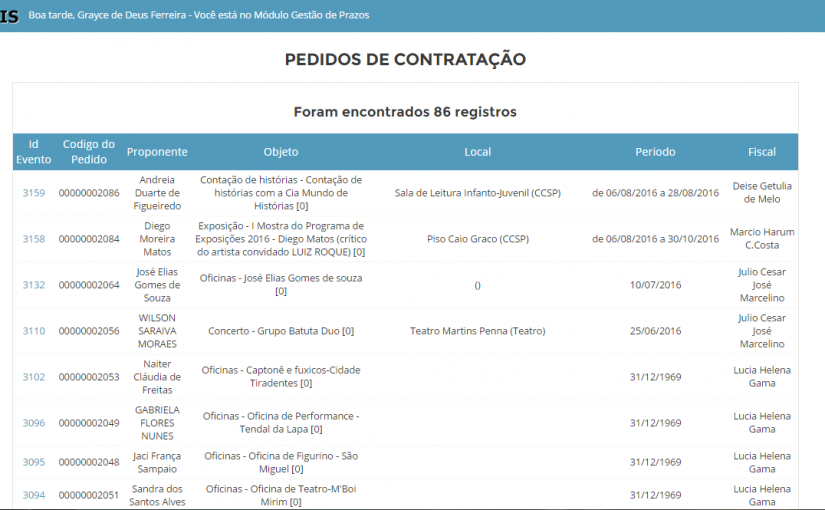 IS Boa tarde, Grayce de Deus Ferreira - Você está no Módulo Gestão de Prazos
PEDIDOS DE CONTRATAÇÃO
Foram encontrados 86 registros
Id Evento Codigo do Pedido Proponente Objeto Local Periodo Fiscal
3159 00000002086 Andreia Duarte de Figueiredo Contação de histórias - Contação de histórias com a Cia Mundo de Histórias [0] Sala de Leitura Infanto-Juvenil (CCSP) de 06/08/2016 a 28/08/2016 Deise Getulia de Melo
3158 00000002084 Diego Moreira Matos Exposição - I Mostra do Programa de Exposições 2016 - Diego Matos (crítico do artista convidado LUIZ ROQUE) [0] Piso Caio Graco (CCSP) de 06/08/2016 a 30/10/2016 Marcio Harum C.Costa
3132 00000002064 José Elias Gomes de Souza Oficinas - José Elias Gomes de souza [0] () 10/07/2016 Julio Cesar José Marcelino
3110 00000002056 WILSON SARAIVA MORAES Concerto - Grupo Batuta Duo [0] Teatro Martins Penna (Teatro) 25/06/2016 Julio Cesar José Marcelino
3102 00000002053 Naiter Cláudia de Freitas Oficinas - Captonê e fuxicos-Cidade Tiradentes [0] 31/12/1969 Lucia Helena Gama
3096 00000002049 GABRIELA FLORES NUNES Oficinas - Oficina de Performance - Tendal da Lapa [0] 31/12/1969 Lucia Helena Gama
3095 00000002048 Jaci França Sampaio Oficinas - Oficina de Figurino - São Miguel [0] 31/12/1969 Lucia Helena Gama
3094 00000002051 Sandra dos Santos Alves Oficinas - Oficina de Teatro-M'Boi Mirim [0] 31/12/1969 Lucia Helena Gama